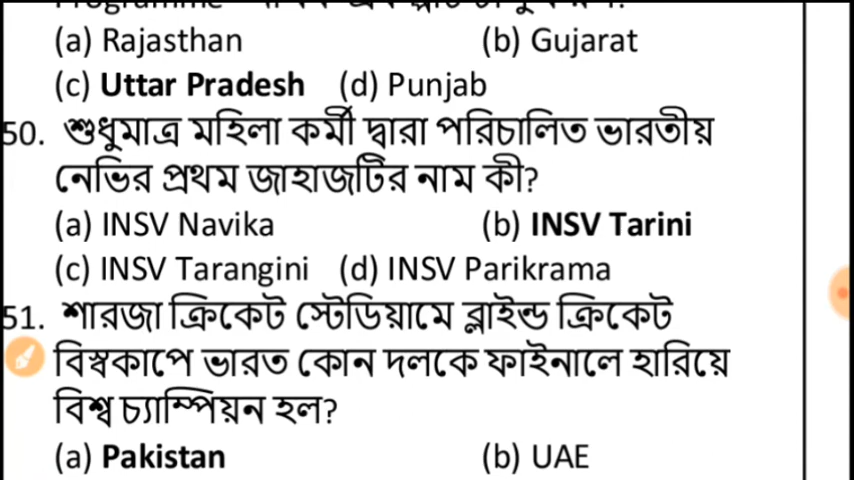 (a) Rajasthan (b) Gujarat
(c) Uttar Pradesh (d) Punjab
50. শুধুমাত্র মহিলা কর্মী দ্বারা পরিচালিত ভারতীয়
নেভির প্রথম জাহাজটির নাম কী?
(a) INSV Navika (b) INSV Tarini
(c) INSV Tarangini (d) INSV Parikrama
51. শারজা ক্রিকেট স্টেডিয়ামে ব্লাইন্ড ক্রিকেট
বিশ্বকাপে ভারত কোন দলকে ফাইনালে হারিয়ে
বিশ্ব চ্যাম্পিয়ন হল?
(a) Pakistan (b) UAE